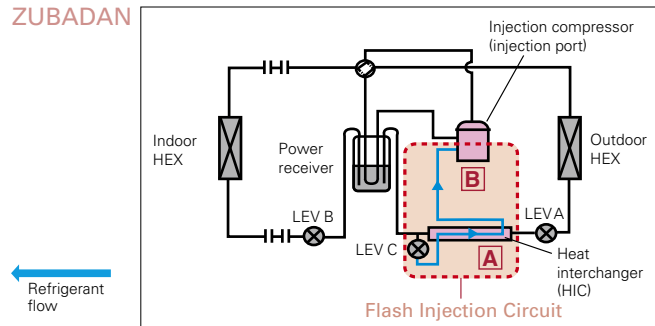 ZUBADAN
Injection compressor
(injection port)
Indoor
HEX
Power
receiver
Outdoor
HEX
B
LEV B
LEV A
LEV C
A
Heat
interchanger
(HIC)
Refrigerant
flow
Flash Injection Circuit